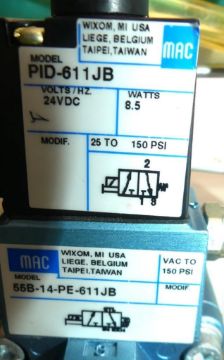 WIXOM, MI USA
LIEGE, BELGIUM
TAIPEI, TAIWAN
MAC
MODEL
PID-611JB
VOLTS/HZ.
WATTS
24VDC
8.5
MODIF.
25 TO 150 PSI
2
MAC
WIXOM, MI USA
LIEGE, BELGIUM
TAIPEI, TAIWAN
VAC TO
150 PSI
MODEL
MODIF.
55B-14-PE-611JB